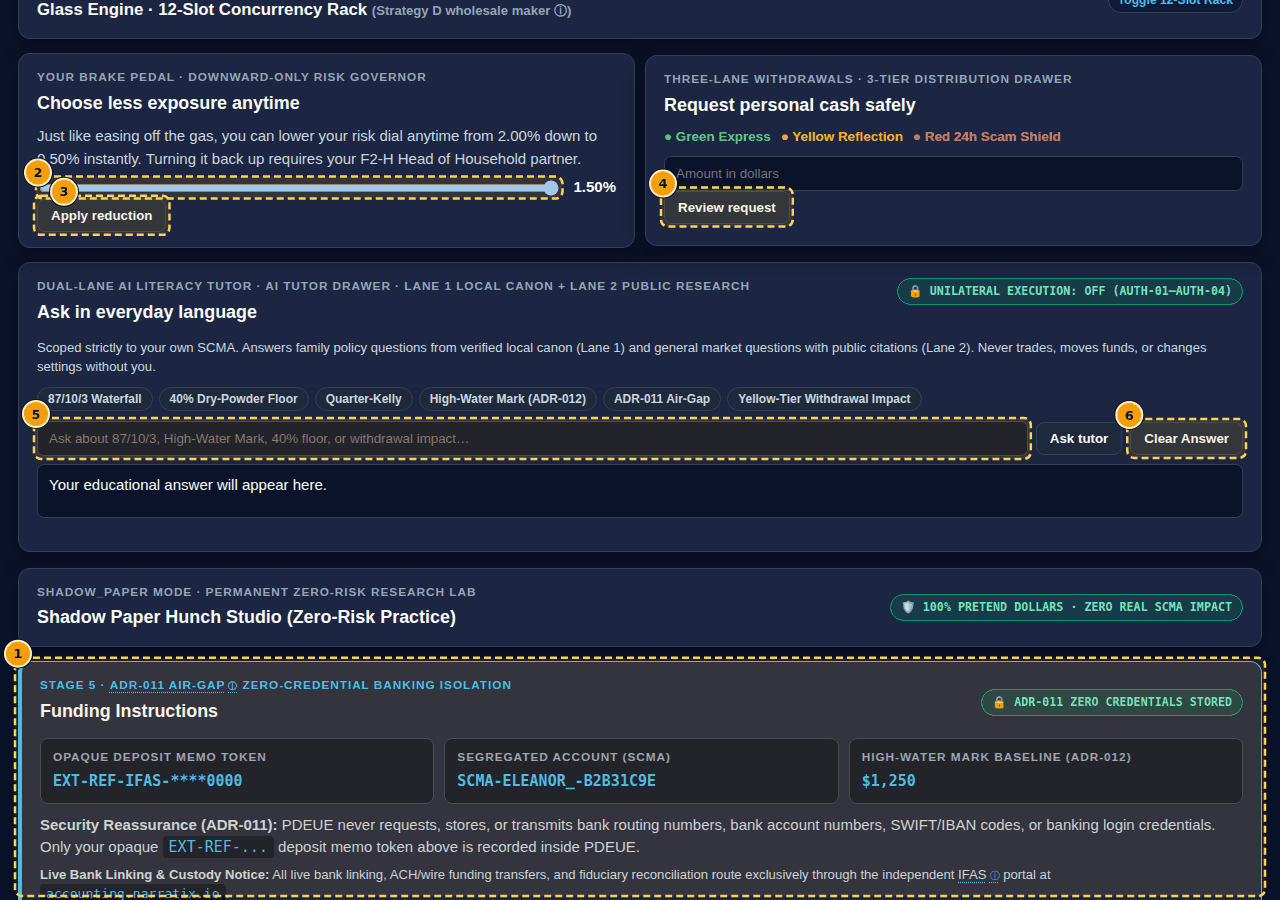 Glass Engine · 12-Slot Concurrency Rack (Strategy D wholesale maker ⓘ)
Toggle 12-Slot Rack
YOUR BRAKE PEDAL · DOWNWARD-ONLY RISK GOVERNOR
Choose less exposure anytime
Just like easing off the gas, you can lower your risk dial anytime from 2.00% down to
0.50% instantly. Turning it back up requires your F2-H Head of Household partner.
2
3
1.50%
Apply reduction
THREE-LANE WITHDRAWALS · 3-TIER DISTRIBUTION DRAWER
Request personal cash safely
● Green Express ● Yellow Reflection ● Red 24h Scam Shield
Amount in dollars
4
Review request
DUAL-LANE AI LITERACY TUTOR · AI TUTOR DRAWER · LANE 1 LOCAL CANON + LANE 2 PUBLIC RESEARCH
🔒 UNILATERAL EXECUTION: OFF (AUTH-01—AUTH-04)
Ask in everyday language
Scoped strictly to your own SCMA. Answers family policy questions from verified local canon (Lane 1) and general market questions with public citations (Lane 2). Never trades, moves funds, or changes
settings without you.
87/10/3 Waterfall 40% Dry-Powder Floor Quarter-Kelly High-Water Mark (ADR-012) ADR-011 Air-Gap Yellow-Tier Withdrawal Impact
5
6
Ask about 87/10/3, High-Water Mark, 40% floor, or withdrawal impact… Ask tutor Clear Answer
Your educational answer will appear here.
SHADOW_PAPER MODE · PERMANENT ZERO-RISK RESEARCH LAB
Shadow Paper Hunch Studio (Zero-Risk Practice)
🛡️ 100% PRETEND DOLLARS · ZERO REAL SCMA IMPACT
1
STAGE 5 · ADR-011 AIR-GAP ⓘ ZERO-CREDENTIAL BANKING ISOLATION
Funding Instructions
🔒 ADR-011 ZERO CREDENTIALS STORED
OPAQUE DEPOSIT MEMO TOKEN
EXT-REF-IFAS-****0000
SEGREGATED ACCOUNT (SCMA)
SCMA-ELEANOR_-B2B31C9E
HIGH-WATER MARK BASELINE (ADR-012)
$1,250
Security Reassurance (ADR-011): PDEUE never requests, stores, or transmits bank routing numbers, bank account numbers, SWIFT/IBAN codes, or banking login credentials.
Only your opaque EXT-REF-... deposit memo token above is recorded inside PDEUE.
Live Bank Linking & Custody Notice: All live bank linking, ACH/wire funding transfers, and fiduciary reconciliation route exclusively through the independent IFAS ⓘ portal at
accounting.narratix.io.